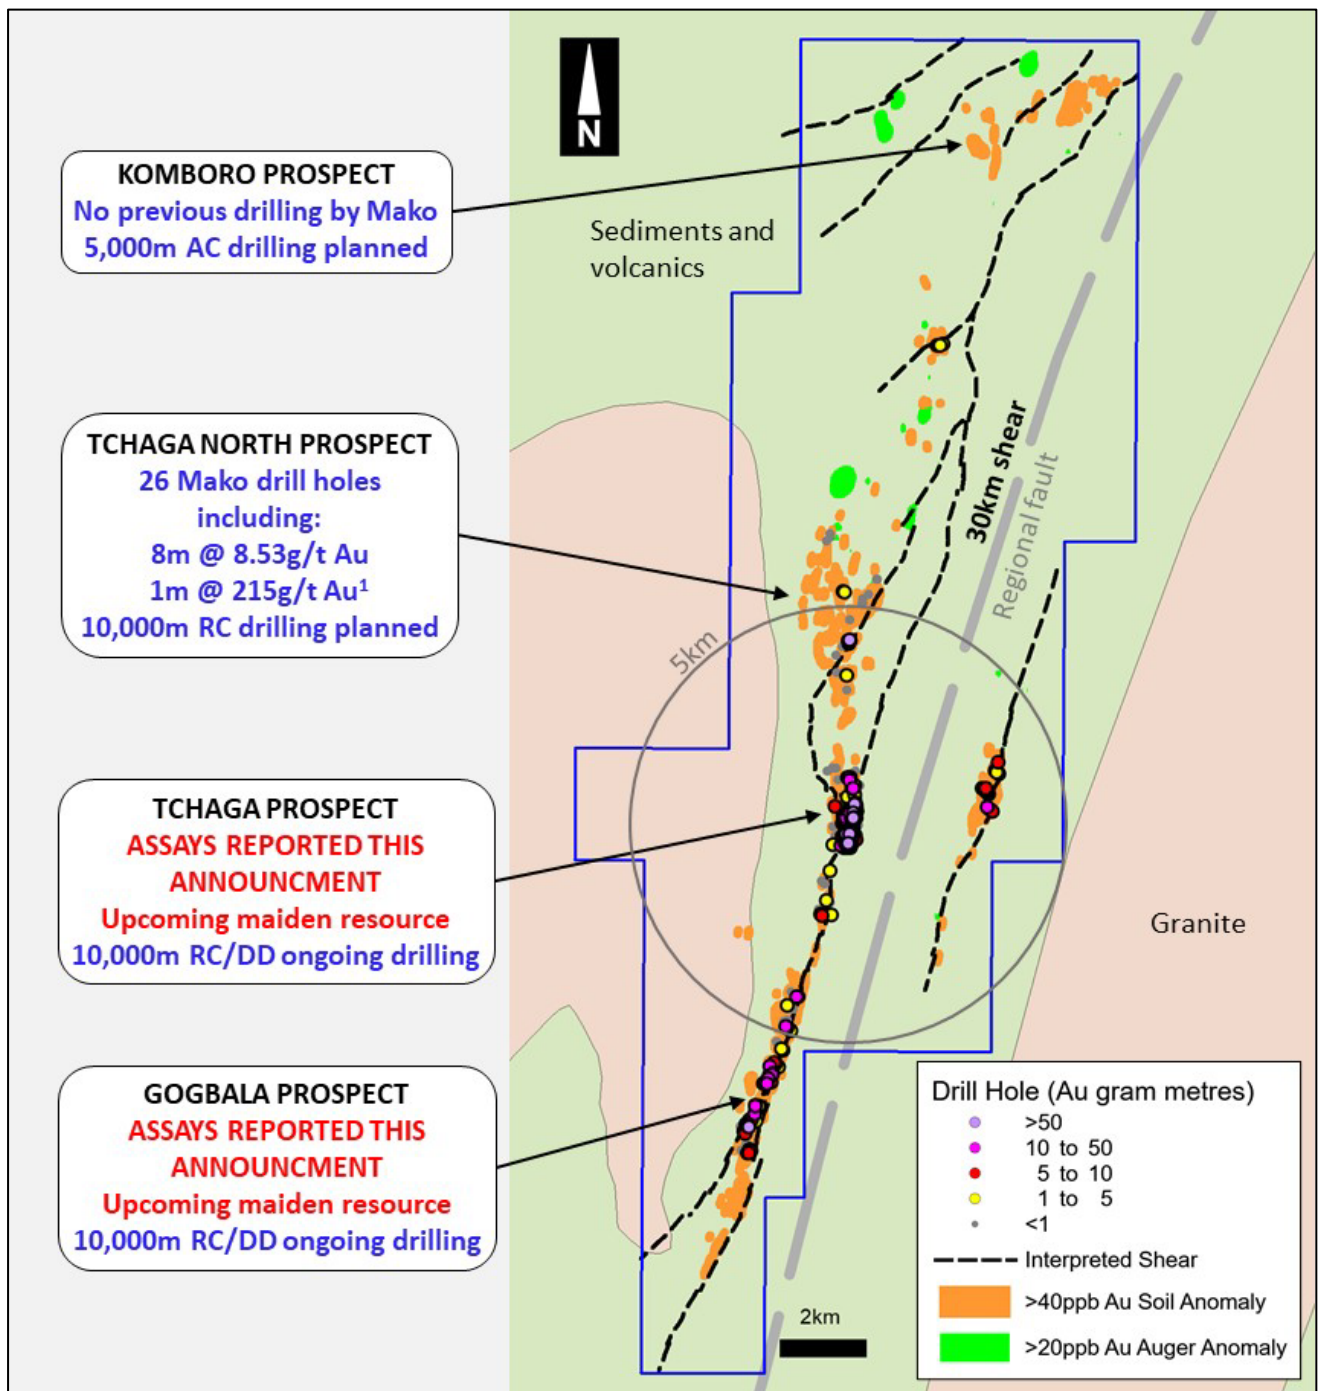 N
KOMBORO PROSPECT
No previous drilling by Mako
5,000m AC drilling planned
Sediments and
volcanics
TCHAGA NORTH PROSPECT
26 Mako drill holes
including:
8m @ 8.53g/t Au
1m @ 215g/t Au¹
10,000m RC drilling planned
30km shear
Regional fault
5km
TCHAGA PROSPECT
ASSAYS REPORTED THIS
ANNOUNCMENT
Upcoming maiden resource
10,000m RC/DD ongoing drilling
Granite
GOGBALA PROSPECT
ASSAYS REPORTED THIS
ANNOUNCMENT
Upcoming maiden resource
10,000m RC/DD ongoing drilling
Drill Hole (Au gram metres)
>50
10 to 50
5 to 10
1 to 5
<1
Interpreted Shear
>40ppb Au Soil Anomaly
>20ppb Au Auger Anomaly
2km